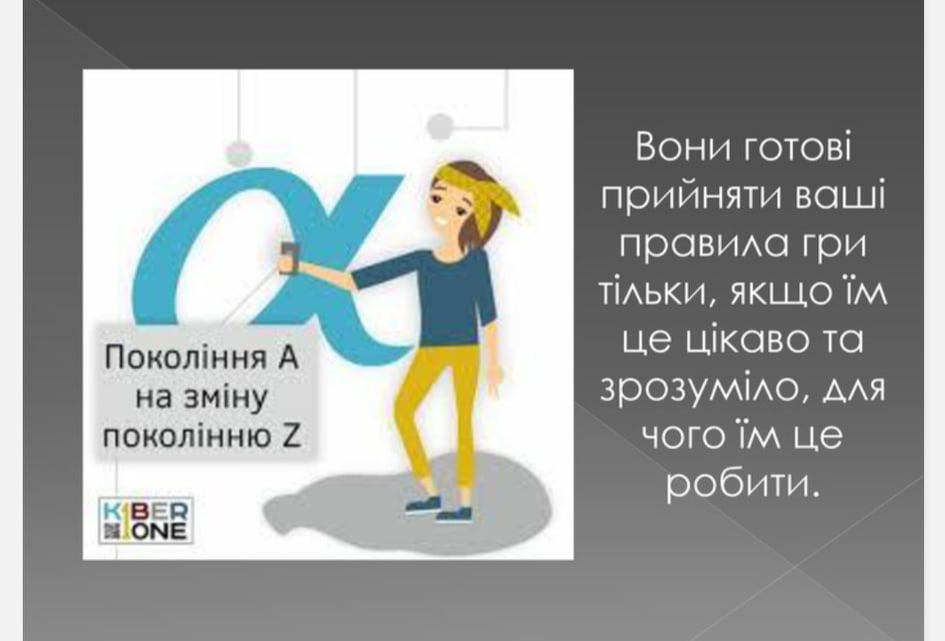 Покоління А
на зміну
поколінню Z
K1BER
ONE
Вони готові
прийняти ваші
правила гри
тільки, якщо їм
це цікаво та
зрозуміло, для
чого їм це
робити.